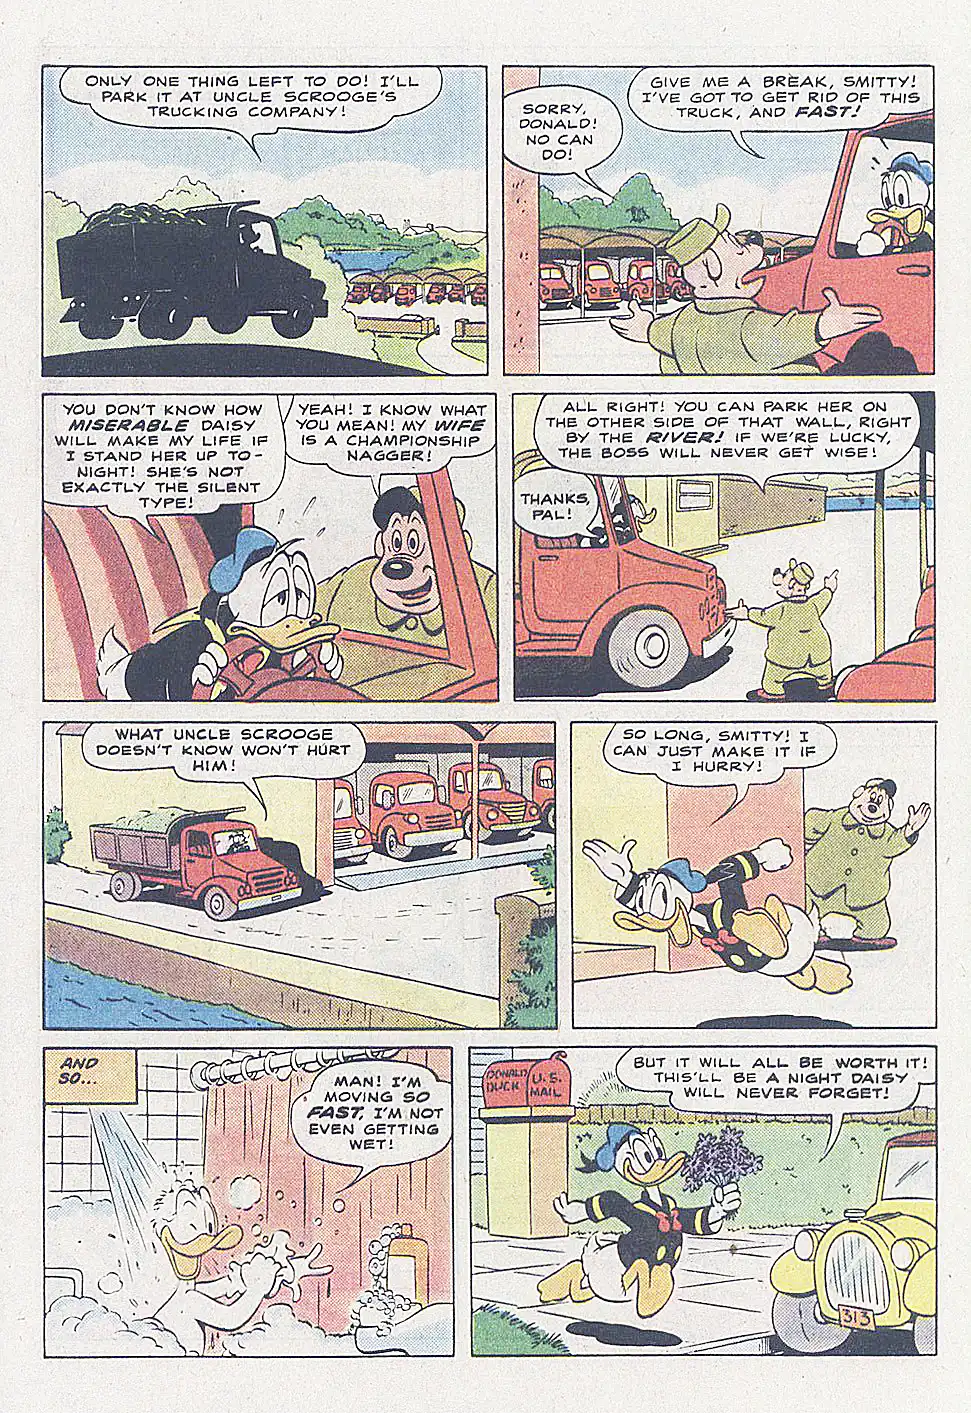 ONLY ONE THING LEFT TO DO! I'LL
PARK IT AT UNCLE SCROOGE'S
TRUCKING COMPANY!
SORRY,
DONALD!
NO CAN
DO!
GIVE ME A BREAK, SMITTY!
I'VE GOT TO GET RID OF THIS
TRUCK, AND FAST!
YOU DON'T KNOW HOW
MISERABLE DAISY
WILL MAKE MY LIFE IF
I STAND HER UP TO-
NIGHT! SHE'S NOT
EXACTLY THE SILENT
TYPE!
YEAH! I KNOW WHAT
YOU MEAN! MY WIFE
IS A CHAMPIONSHIP
NAGGER!
ALL RIGHT! YOU CAN PARK HER ON
THE OTHER SIDE OF THAT WALL, RIGHT
BY THE RIVER! IF WE'RE LUCKY,
THE BOSS WILL NEVER GET WISE!
THANKS,
PAL!
WHAT UNCLE SCROOGE
DOESN'T KNOW WON'T HURT
HIM!
SO LONG, SMITTY! I
CAN JUST MAKE IT IF
I HURRY!
AND
SO...
MAN! I'M
MOVING SO
FAST, I'M NOT
EVEN GETTING
WET!
BUT IT WILL ALL BE WORTH IT!
THIS'LL BE A NIGHT DAISY
WILL NEVER FORGET!
DONALD
DUCK
U.S.
MAIL
313